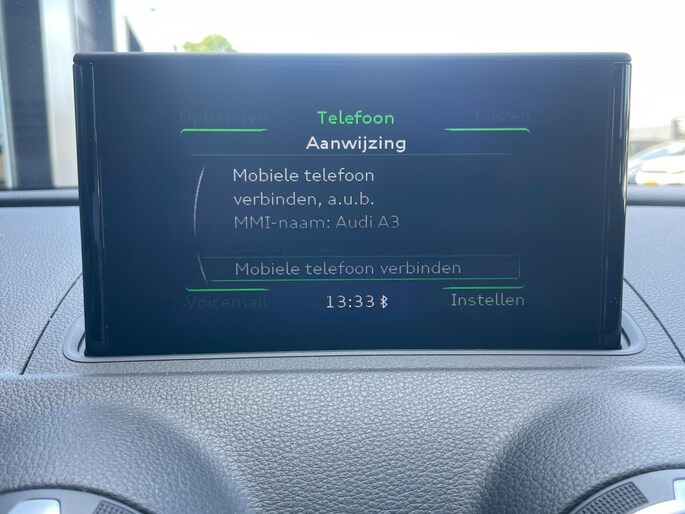 Ophangen Telefoon Kiezen
Aanwijzing
Mobiele telefoon
verbinden, a.u.b.
MMI-naam: Audi A3
Mobiele telefoon verbinden
Voicemail 13:33 Instellen